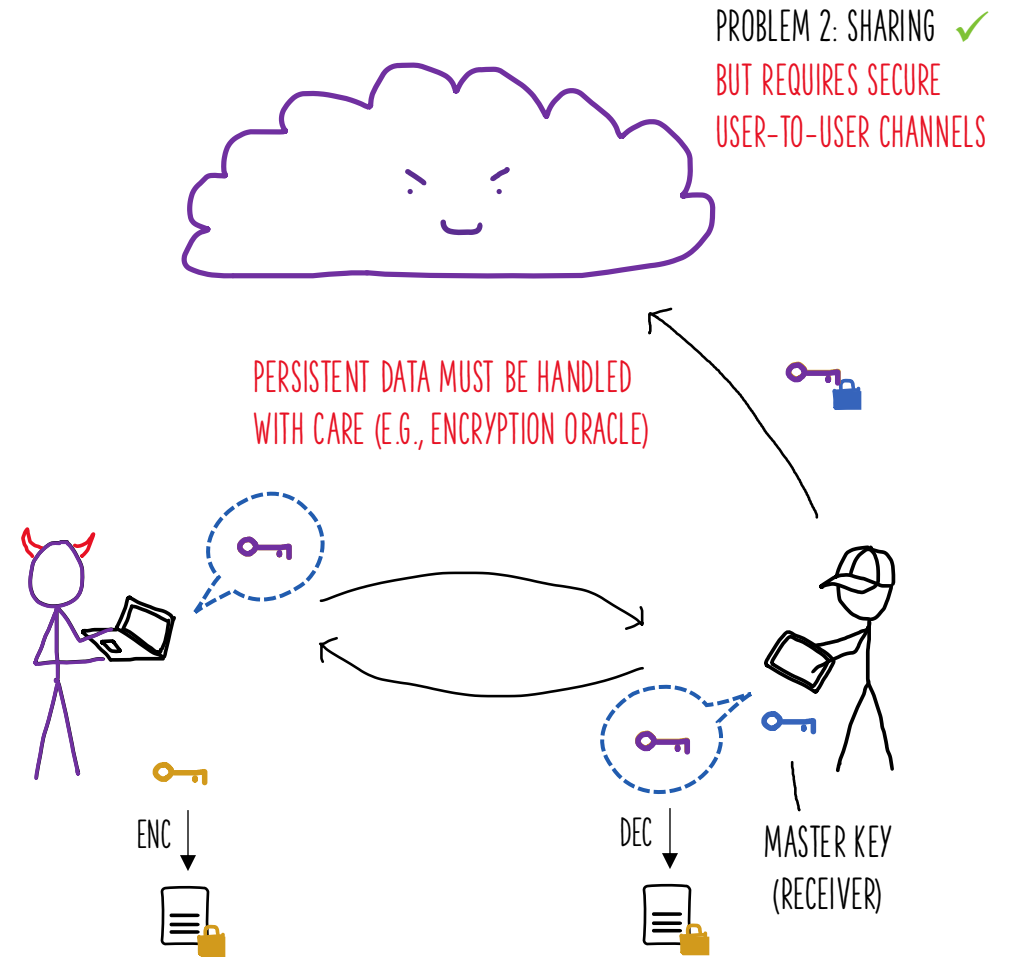 PROBLEM 2: SHARING
BUT REQUIRES SECURE
USER-TO-USER CHANNELS
PERSISTENT DATA MUST BE HANDLED
WITH CARE (E.G., ENCRYPTION ORACLE)
ENC
DEC
MASTER KEY
(RECEIVER)